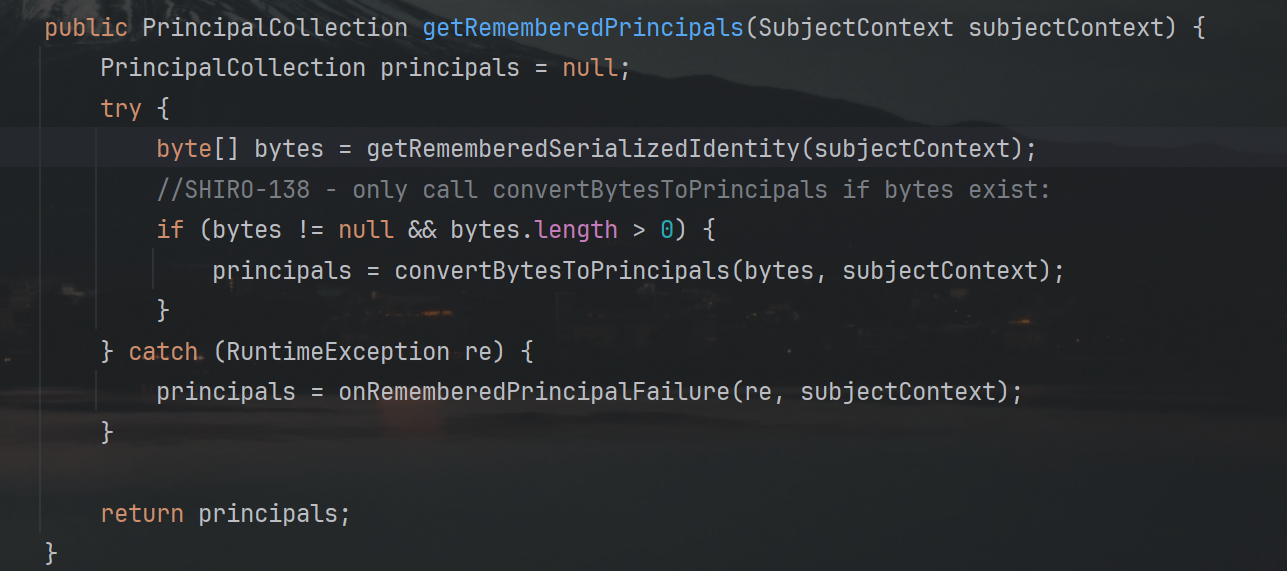 public PrincipalCollection getRememberedPrincipals(SubjectContext subjectContext) {
    PrincipalCollection principals = null;
    try {
        byte[] bytes = getRememberedSerializedIdentity(subjectContext);
        //SHIRO-138 - only call convertBytesToPrincipals if bytes exist:
        if (bytes != null && bytes.length > 0) {
            principals = convertBytesToPrincipals(bytes, subjectContext);
        }
    } catch (RuntimeException re) {
        principals = onRememberedPrincipalFailure(re, subjectContext);
    }

    return principals;
}